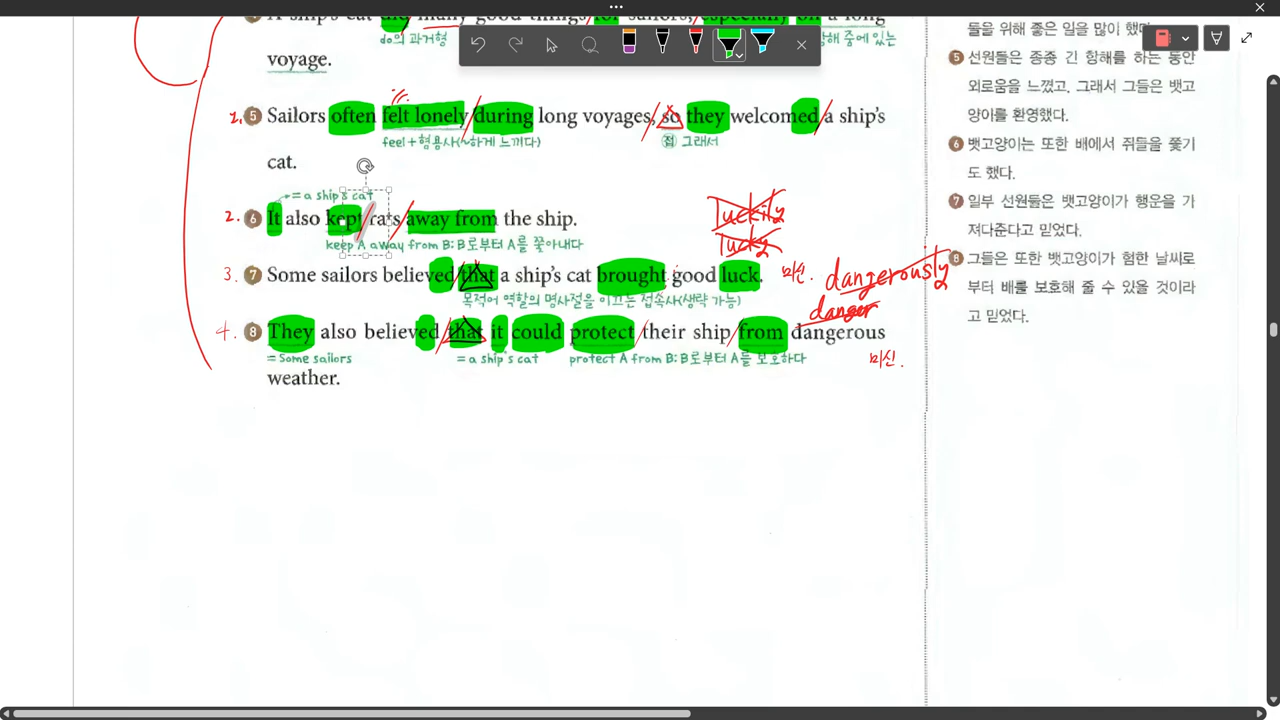 A ship's cat did many good things for sailors, especially on a long
do의 과거형
항해 중에 있는
voyage.
1. 5 Sailors often felt lonely during long voyages, so they welcomed a ship's
feel+형용사(~하게 느끼다)
접 그래서
cat.
= a ship's cat
2. 6 It also kept rats away from the ship.
keep A away from B: B로부터 A를 쫓아내다
luckily
lucky
3. 7 Some sailors believed that a ship's cat brought good luck.
미신.
dangerously
목적어 역할의 명사절을 이끄는 접속사(생략 가능)
danger
4. 8 They also believed that it could protect their ship from dangerous
= Some sailors
= a ship's cat
protect A from B: B로부터 A를 보호하다
미신.
weather.
들을 위해 좋은 일을 많이 했다.
5 선원들은 종종 긴 항해를 하는 동안
외로움을 느꼈고, 그래서 그들은 뱃고
양이를 환영했다.
6 뱃고양이는 또한 배에서 쥐들을 쫓기
도 했다.
7 일부 선원들은 뱃고양이가 행운을 가
져다준다고 믿었다.
8 그들은 또한 뱃고양이가 험한 날씨로
부터 배를 보호해 줄 수 있을 것이라
고 믿었다.